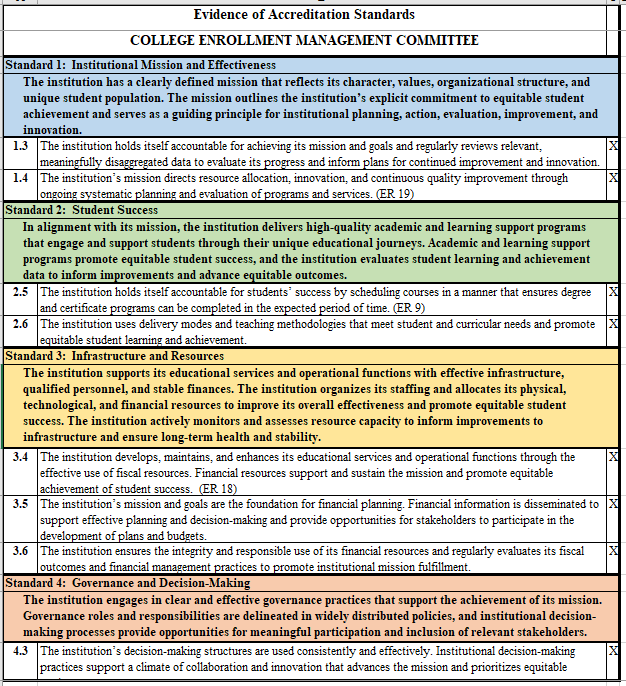 Evidence of Accreditation Standards
COLLEGE ENROLLMENT MANAGEMENT COMMITTEE
Standard 1: Institutional Mission and Effectiveness
The institution has a clearly defined mission that reflects its character, values, organizational structure, and
unique student population. The mission outlines the institution's explicit commitment to equitable student
achievement and serves as a guiding principle for institutional planning, action, evaluation, improvement, and
innovation.
1.3 The institution holds itself accountable for achieving its mission and goals and regularly reviews relevant, X
meaningfully disaggregated data to evaluate its progress and inform plans for continued improvement and innovation.
1.4 The institution's mission directs resource allocation, innovation, and continuous quality improvement through X
ongoing systematic planning and evaluation of programs and services. (ER 19)
Standard 2: Student Success
In alignment with its mission, the institution delivers high-quality academic and learning support programs
that engage and support students through their unique educational journeys. Academic and learning support
programs promote equitable student success, and the institution evaluates student learning and achievement
data to inform improvements and advance equitable outcomes.
2.5 The institution holds itself accountable for students' success by scheduling courses in a manner that ensures degree X
and certificate programs can be completed in the expected period of time. (ER 9)
2.6 The institution uses delivery modes and teaching methodologies that meet student and curricular needs and promote X
equitable student learning and achievement.
Standard 3: Infrastructure and Resources
The institution supports its educational services and operational functions with effective infrastructure,
qualified personnel, and stable finances. The institution organizes its staffing and allocates its physical,
technological, and financial resources to improve its overall effectiveness and promote equitable student
success. The institution actively monitors and assesses resource capacity to inform improvements to
infrastructure and ensure long-term health and stability.
3.4 The institution develops, maintains, and enhances its educational services and operational functions through the X
effective use of fiscal resources. Financial resources support and sustain the mission and promote equitable
achievement of student success. (ER 18)
3.5 The institution's mission and goals are the foundation for financial planning. Financial information is disseminated to X
support effective planning and decision-making and provide opportunities for stakeholders to participate in the
development of plans and budgets.
3.6 The institution ensures the integrity and responsible use of its financial resources and regularly evaluates its fiscal X
outcomes and financial management practices to promote institutional mission fulfillment.
Standard 4: Governance and Decision-Making
The institution engages in clear and effective governance practices that support the achievement of its mission.
Governance roles and responsibilities are delineated in widely distributed policies, and institutional decision-
making processes provide opportunities for meaningful participation and inclusion of relevant stakeholders.
4.3 The institution's decision-making structures are used consistently and effectively. Institutional decision-making X
practices support a climate of collaboration and innovation that advances the mission and prioritizes equitable